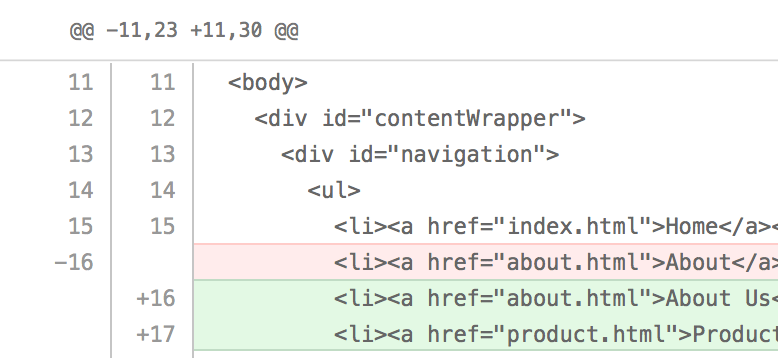 @@ -11,23 +11,30 @@
11 11 <body>
12 12 <div id="contentWrapper">
13 13 <div id="navigation">
14 14 <ul>
15 15 <li><a href="index.html">Home</a><
-16 <li><a href="about.html">About</a>
+16 <li><a href="about.html">About Us<
+17 <li><a href="product.html">Product